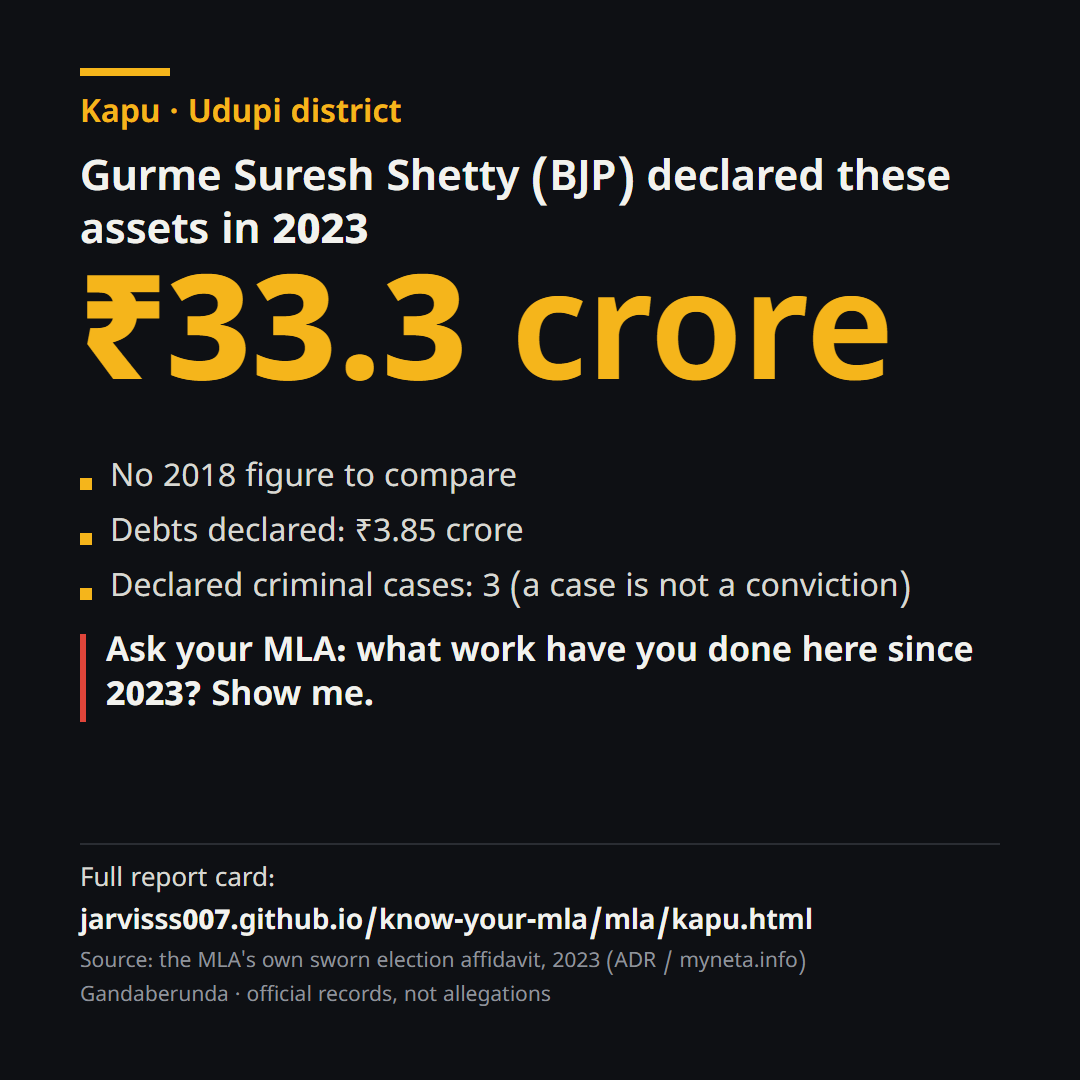 Kapu · Udupi district
Gurme Suresh Shetty (BJP) declared these
assets in 2023
₹33.3 crore
No 2018 figure to compare
Debts declared: ₹3.85 crore
Declared criminal cases: 3 (a case is not a conviction)
Ask your MLA: what work have you done here since
2023? Show me.
Full report card:
jarvisss007.github.io/know-your-mla/mla/kapu.html
Source: the MLA's own sworn election affidavit, 2023 (ADR / myneta.info)
Gandaberunda · official records, not allegations